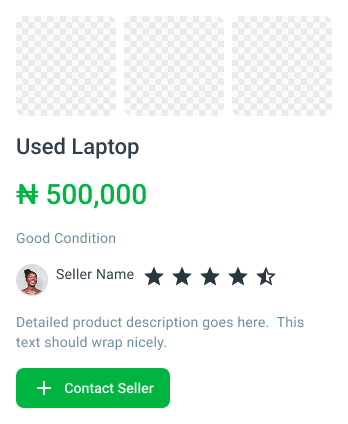 Used Laptop
₦ 500,000
Good Condition
Seller Name
Detailed product description goes here.  This
text should wrap nicely.
Contact Seller